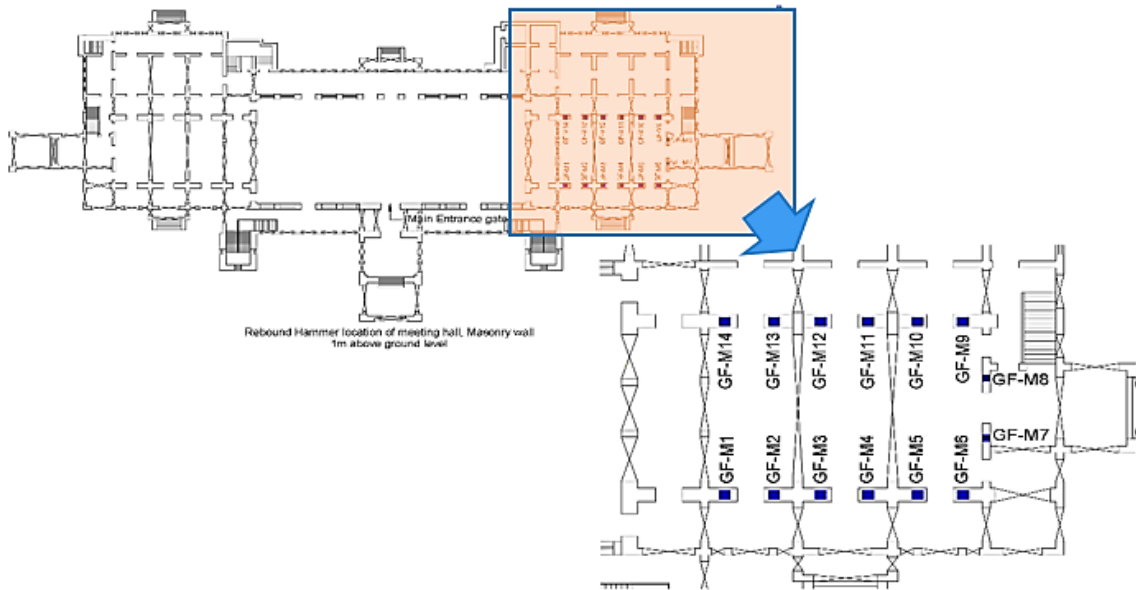 Main Entrance gate
Rebound Hammer location of meeting hall, Masonry wall
1m above ground level
GF-M14
GF-M13
GF-M12
GF-M11
GF-M10
GF-M9
GF-M8
GF-M7
GF-M1
GF-M2
GF-M3
GF-M4
GF-M5
GF-M6